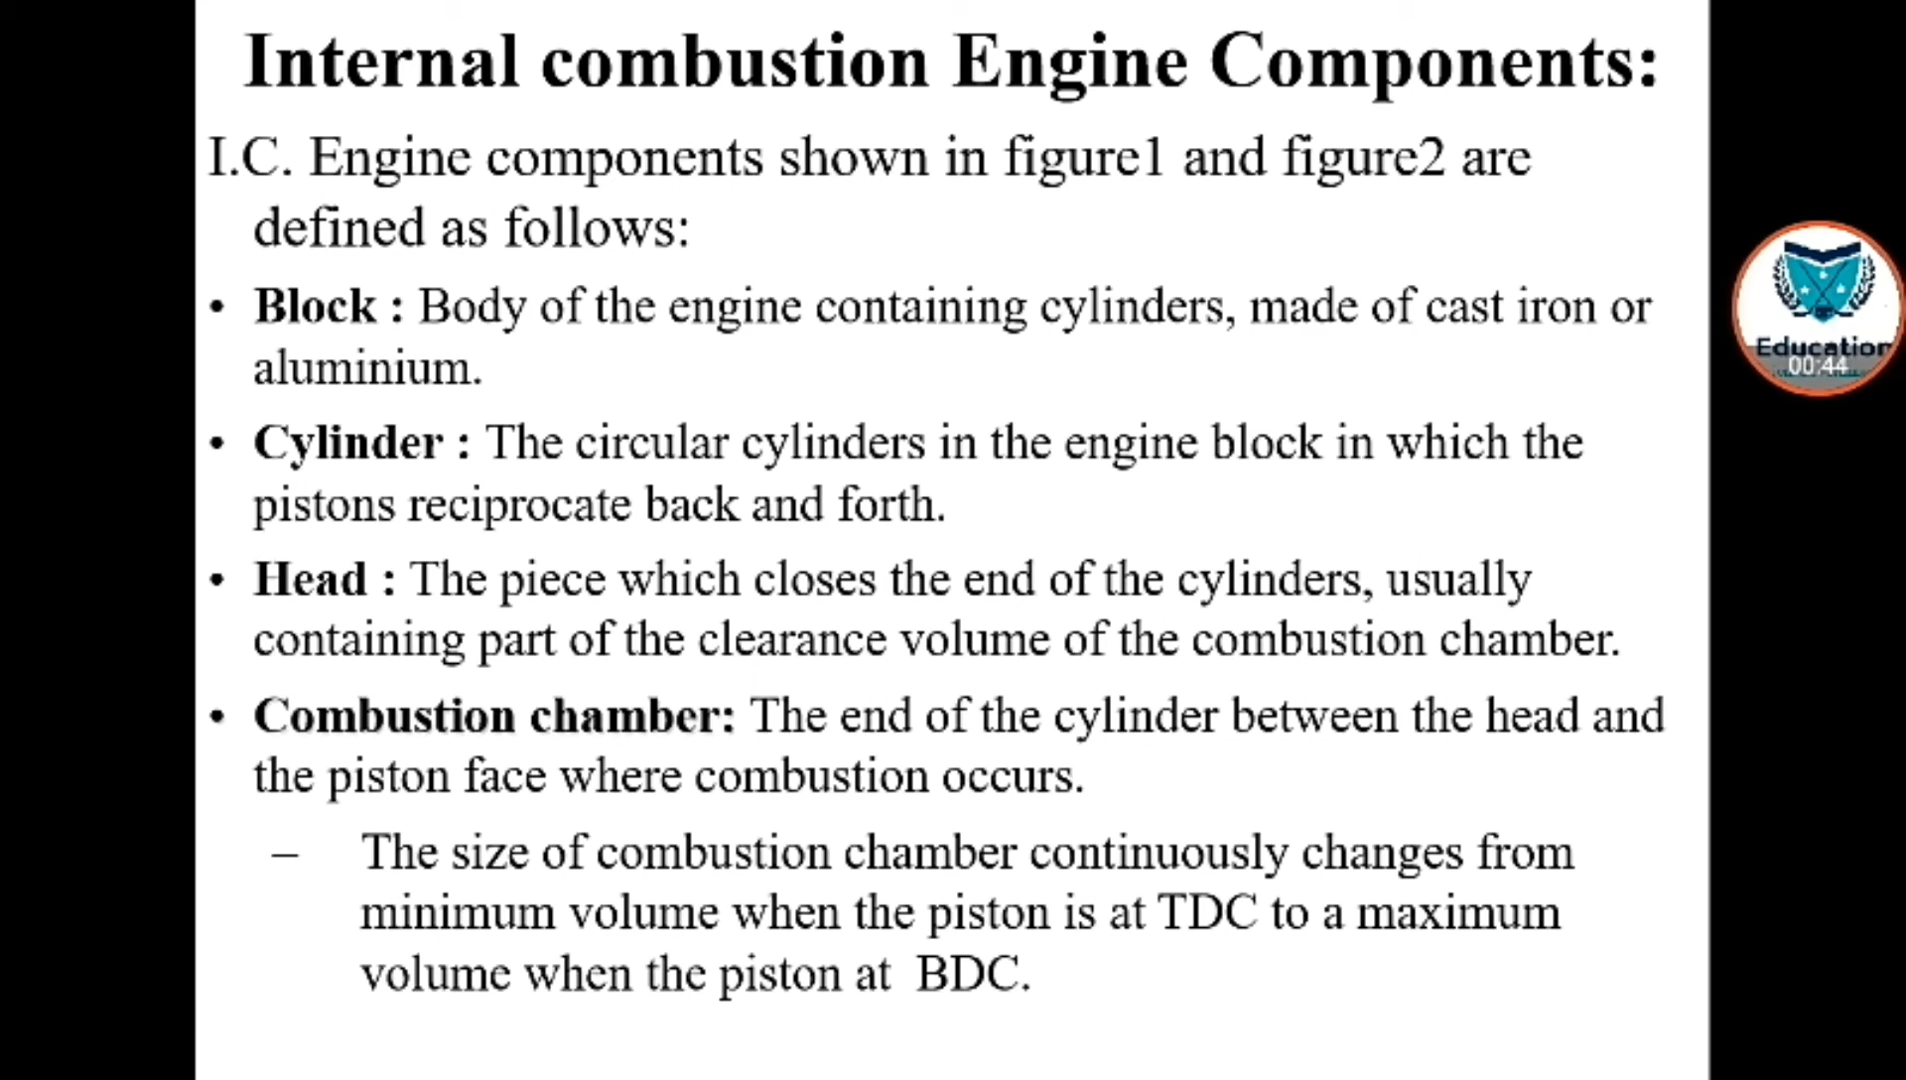 Internal combustion Engine Components:
I.C. Engine components shown in figure1 and figure2 are
defined as follows:
• Block : Body of the engine containing cylinders, made of cast iron or
aluminium.
• Cylinder : The circular cylinders in the engine block in which the
pistons reciprocate back and forth.
• Head : The piece which closes the end of the cylinders, usually
containing part of the clearance volume of the combustion chamber.
• Combustion chamber: The end of the cylinder between the head and
the piston face where combustion occurs.
– The size of combustion chamber continuously changes from
minimum volume when the piston is at TDC to a maximum
volume when the piston at BDC.
Education
00:44